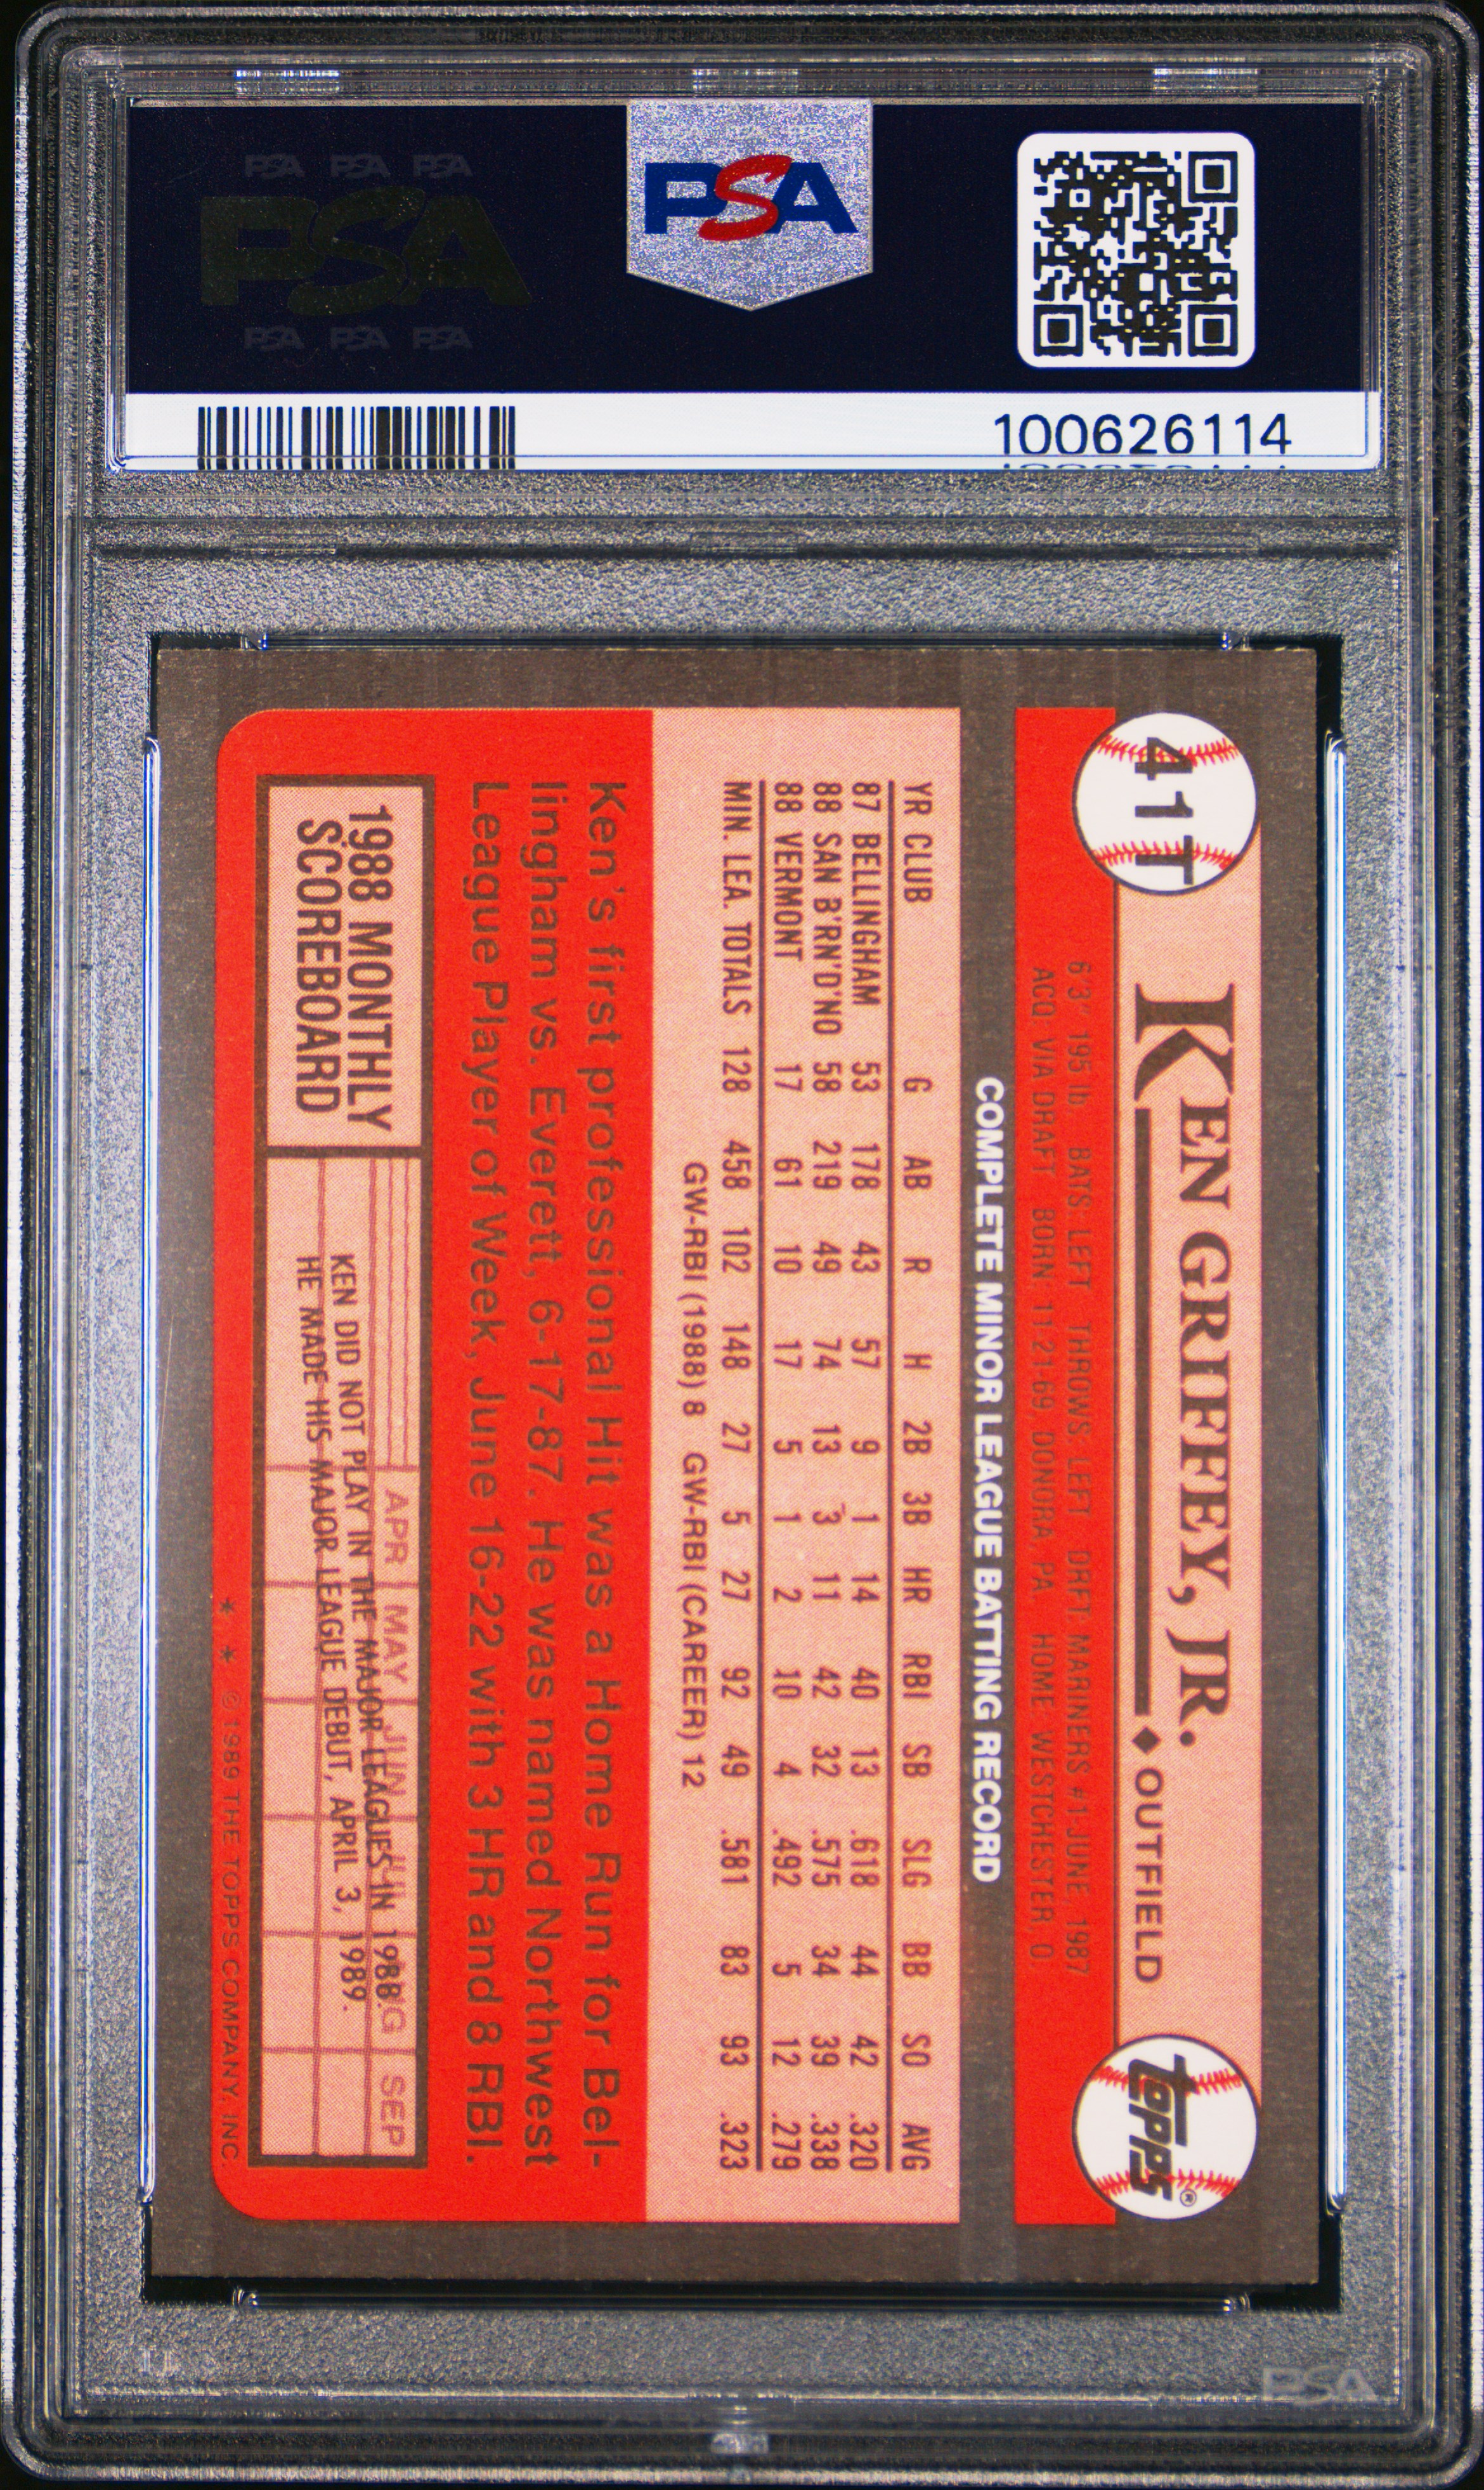 PSA PSA PSA
PSA
PSA PSA PSA
PSA
100626114
41T
KEN GRIFFEY, JR. ◆ OUTFIELD
topps®
6'3" 195 lb. BATS: LEFT THROWS: LEFT DRFT: MARINERS #1-JUNE, 1987
ACQ: VIA DRAFT BORN: 11-21-69, DONORA, PA. HOME: WESTCHESTER, O.
COMPLETE MINOR LEAGUE BATTING RECORD
YR CLUB G AB R H 2B 3B HR RBI SB SLG BB SO AVG
87 BELLINGHAM 53 178 43 57 9 1 14 40 13 .618 44 42 .320
88 SAN B'RN'D'NO 58 219 49 74 13 3 11 42 32 .575 34 39 .338
88 VERMONT 17 61 10 17 5 1 2 10 4 .492 5 12 .279
MIN. LEA. TOTALS 128 458 102 148 27 5 27 92 49 .581 83 93 .323
GW-RBI (1988) 8 GW-RBI (CAREER) 12
Ken's first professional Hit was a Home Run for Bel-
lingham vs. Everett, 6-17-87. He was named Northwest
League Player of Week, June 16-22 with 3 HR and 8 RBI.
1988 MONTHLY
SCOREBOARD
APR MAY JUN JUL SEP
KEN DID NOT PLAY IN THE MAJOR LEAGUES IN 1988.
HE MADE HIS MAJOR LEAGUE DEBUT, APRIL 3, 1989.
* * © 1989 THE TOPPS COMPANY, INC.
PSA